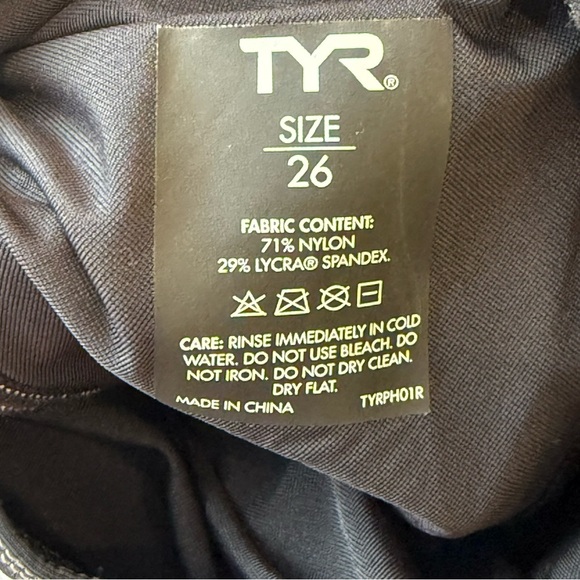 TYR®
SIZE
26
FABRIC CONTENT:
71% NYLON
29% LYCRA® SPANDEX.
CARE: RINSE IMMEDIATELY IN COLD
WATER. DO NOT USE BLEACH. DO
NOT IRON. DO NOT DRY CLEAN.
DRY FLAT.
MADE IN CHINA TYRPH01R